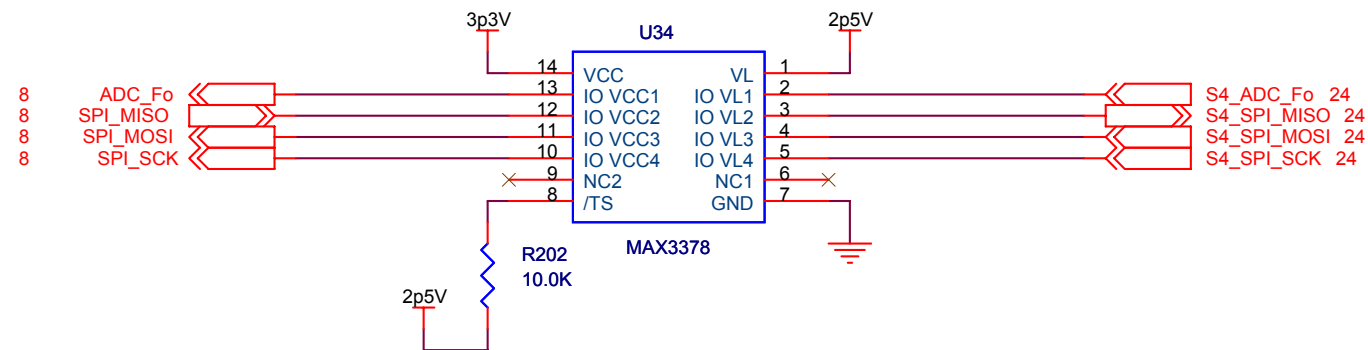 3p3V 2p5V
U34
14 VCC VL 1
8 ADC_Fo 13 IO VCC1 IO VL1 2 S4_ADC_Fo 24
8 SPI_MISO 12 IO VCC2 IO VL2 3 S4_SPI_MISO 24
8 SPI_MOSI 11 IO VCC3 IO VL3 4 S4_SPI_MOSI 24
8 SPI_SCK 10 IO VCC4 IO VL4 5 S4_SPI_SCK 24
9 NC2 NC1 6
8 /TS GND 7
MAX3378
R202
10.0K
2p5V